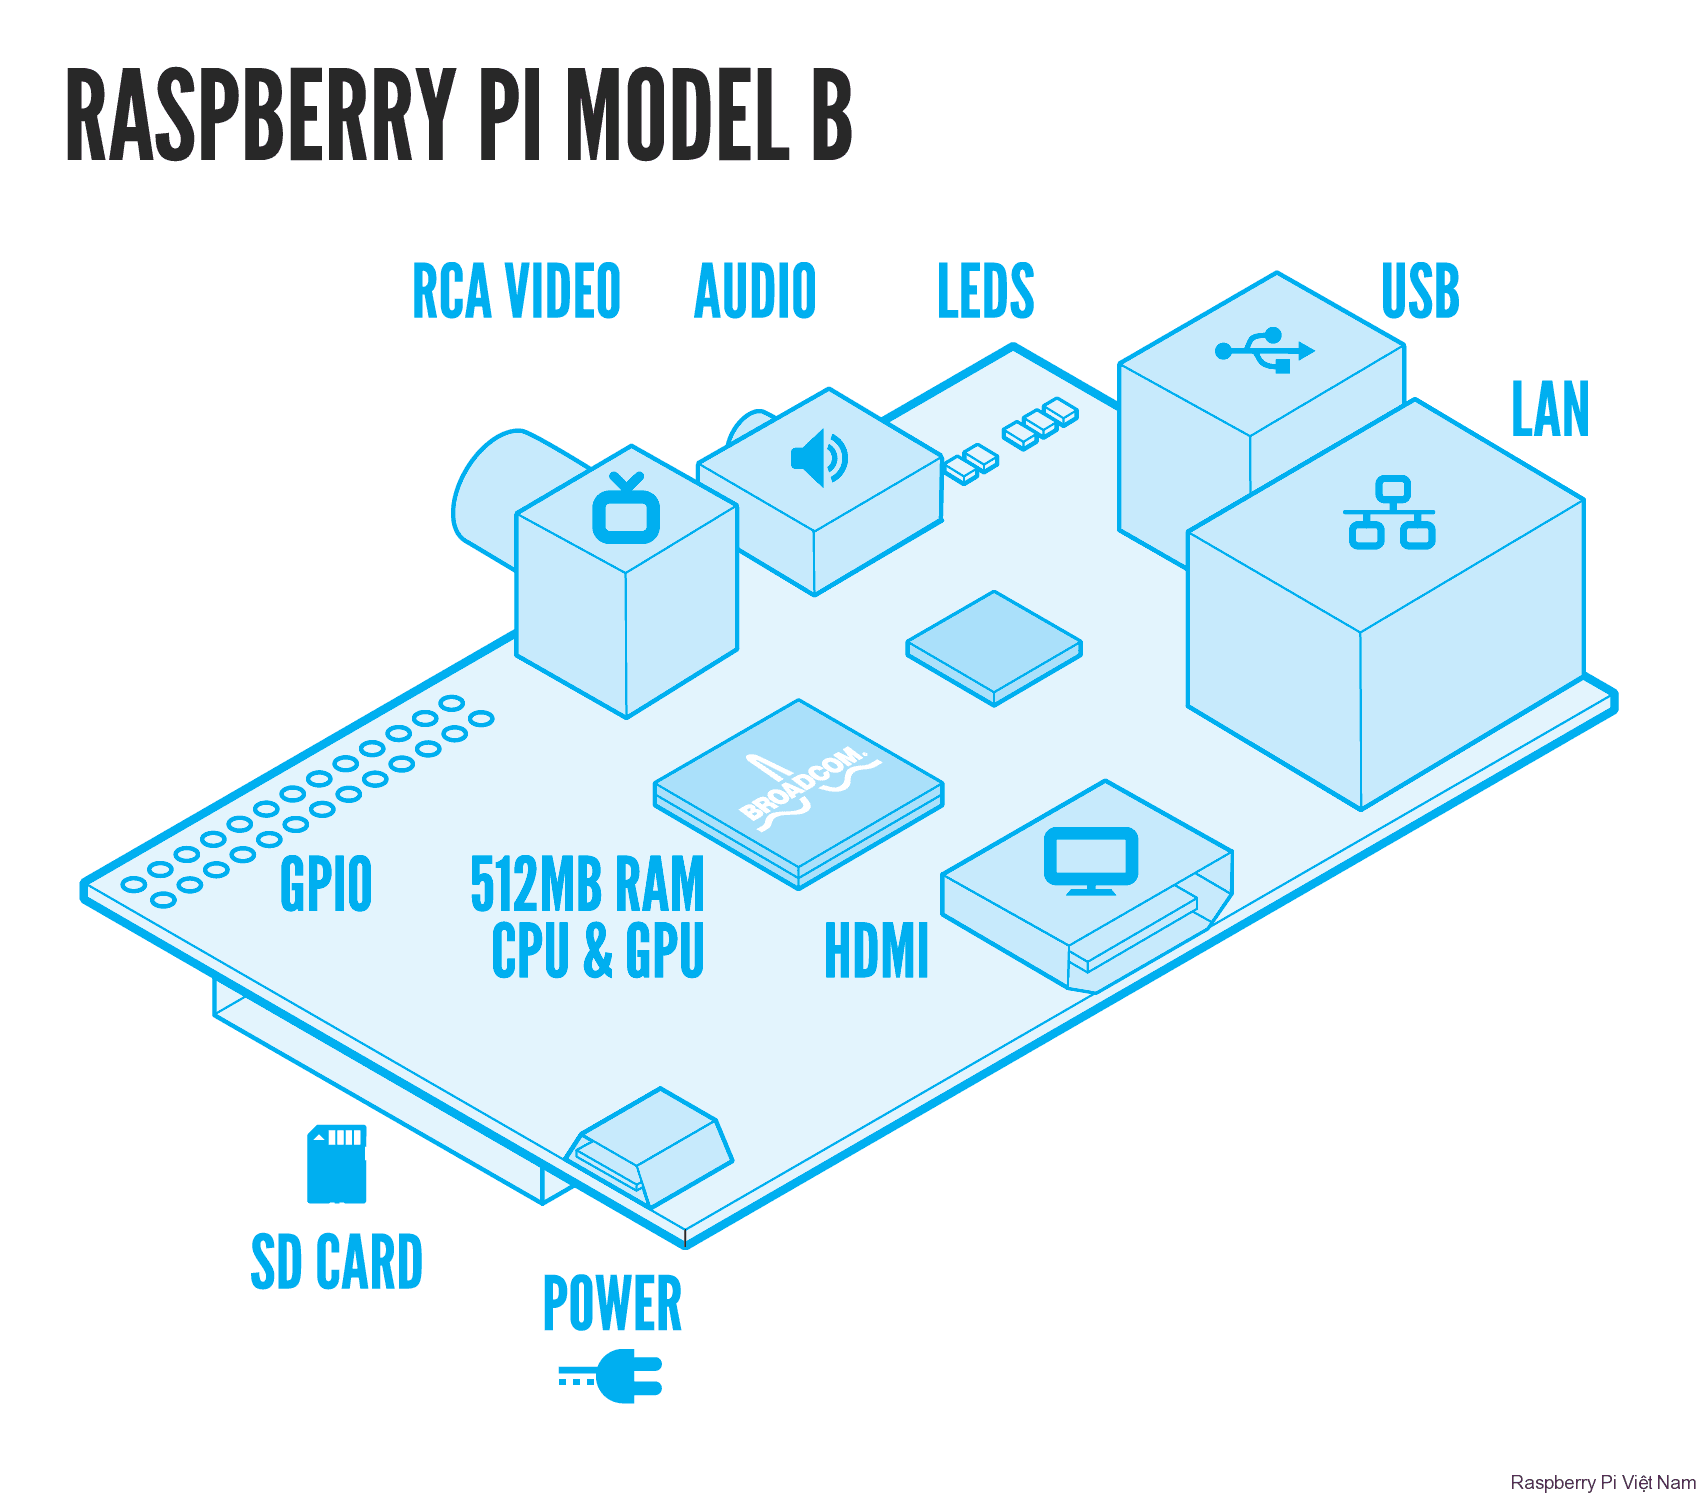 RASPBERRY PI MODEL B
RCA VIDEO
AUDIO
LEDS
USB
LAN
BROADCOM.
GPIO
512MB RAM
CPU & GPU
HDMI
SD CARD
POWER
Raspberry Pi Việt Nam